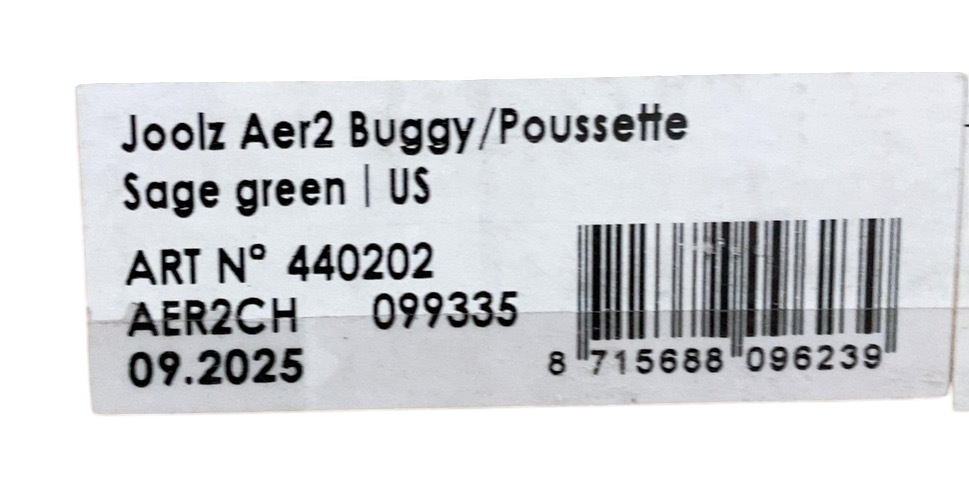 Joolz Aer2 Buggy/Poussette
Sage green | US
ART N° 440202
AER2CH 099335
09.2025
8 715688 096239